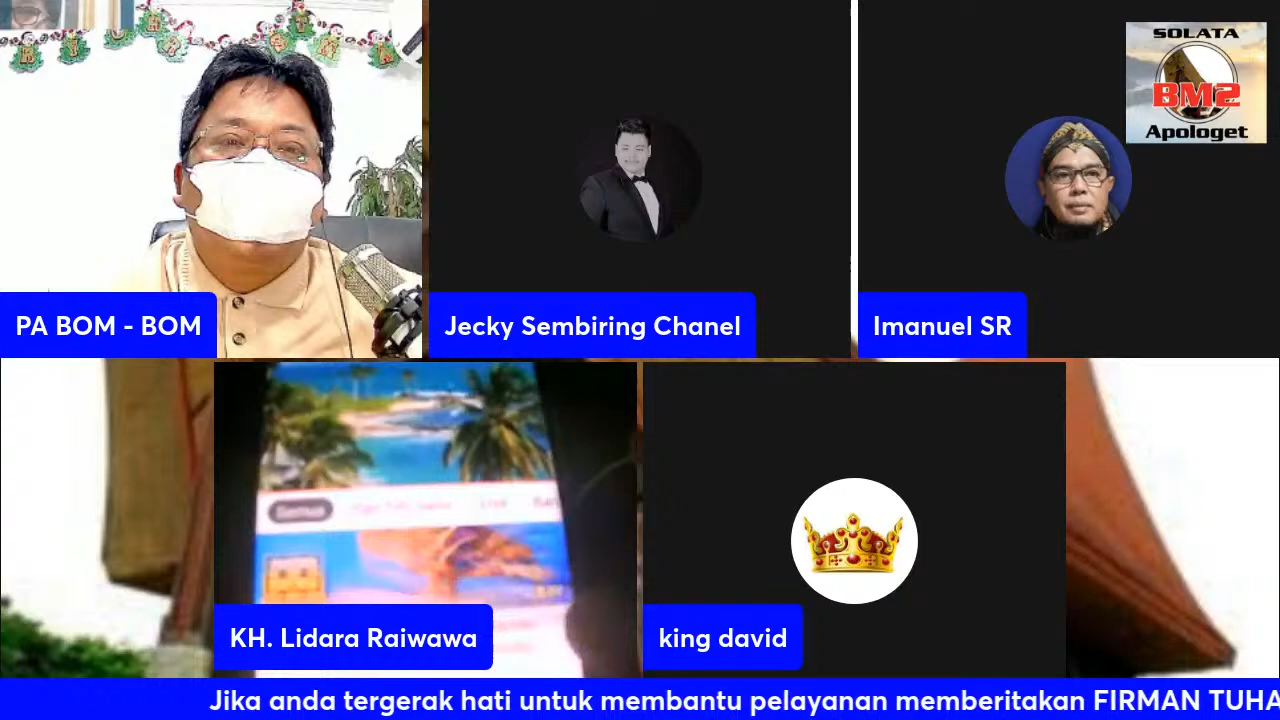 SOLATA
BM2
Apologet
PA BOM - BOM
Jecky Sembiring Chanel
Imanuel SR
Semua
KH. Lidara Raiwawa
king david
Jika anda tergerak hati untuk membantu pelayanan memberitakan FIRMAN TUHA